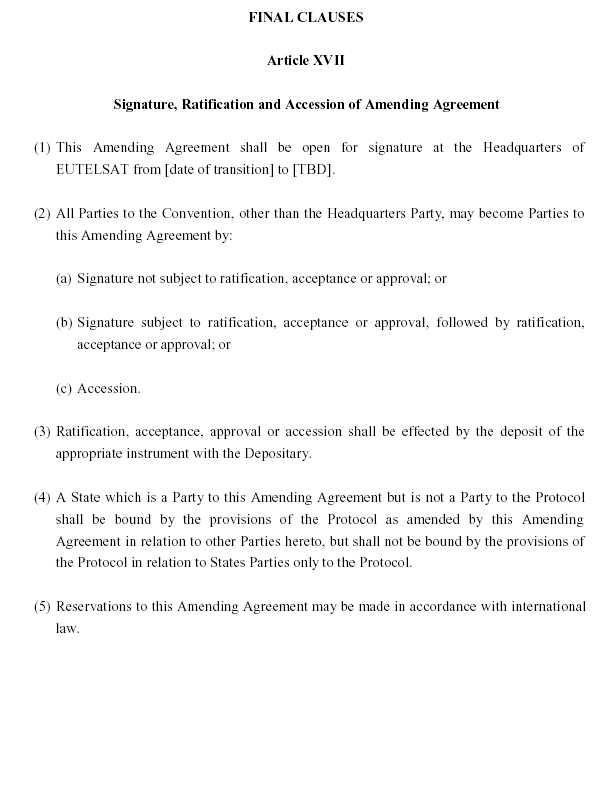 FINAL CLAUSES
Article XVII
Signature, Ratification and Accession of Amending Agreement
(1) This Amending Agreement shall be open for signature at the Headquarters of
EUTELSAT from [date of transition] to [TBD].
(2) All Parties to the Convention, other than the Headquarters Party, may become Parties to
this Amending Agreement by:
(a) Signature not subject to ratification, acceptance or approval; or
(b) Signature subject to ratification, acceptance or approval, followed by ratification,
acceptance or approval; or
(c) Accession.
(3) Ratification, acceptance, approval or accession shall be effected by the deposit of the
appropriate instrument with the Depositary.
(4) A State which is a Party to this Amending Agreement but is not a Party to the Protocol
shall be bound by the provisions of the Protocol as amended by this Amending
Agreement in relation to other Parties hereto, but shall not be bound by the provisions of
the Protocol in relation to States Parties only to the Protocol.
(5) Reservations to this Amending Agreement may be made in accordance with international
law.